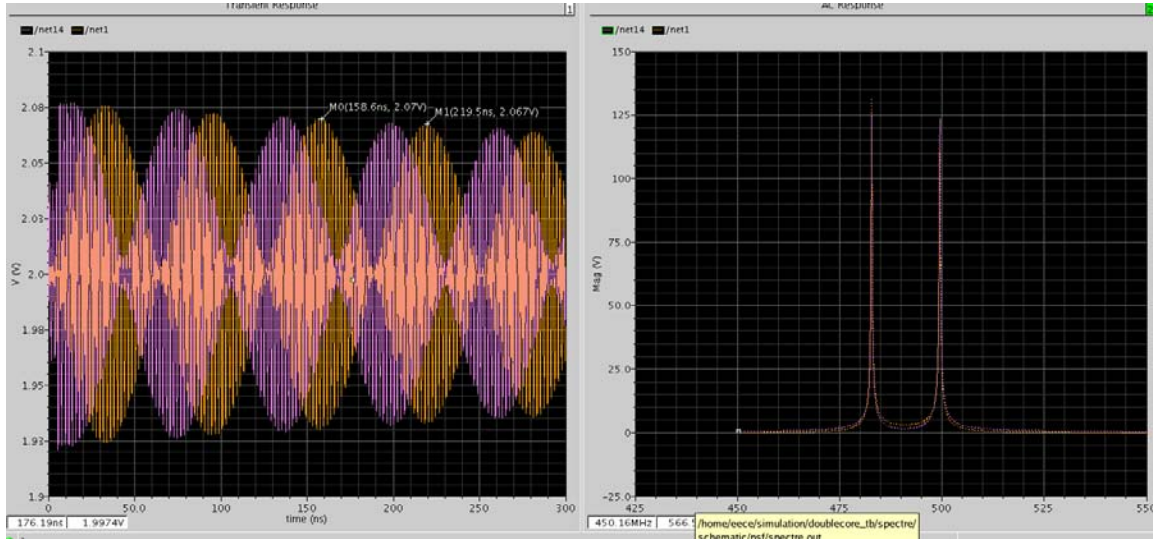 Transient Response
1
/net14 /net1
2.1
2.08
2.05
2.03
2.0
1.98
1.95
1.93
1.9
V (V)
M0(158.6ns, 2.07V)
M1(219.5ns, 2.067V)
0 50 100 150 200 250 300
time (ns)
176.19ns 1.9974V
AC Response
2
/net14 /net1
150
125
100
75.0
50.0
25.0
0
-25.0
Mag (V)
425 450 475 500 525 550
450.16MHz 566.
/home/eece/simulation/doublecore_tb/spectre/
schematic/psf/spectre.out